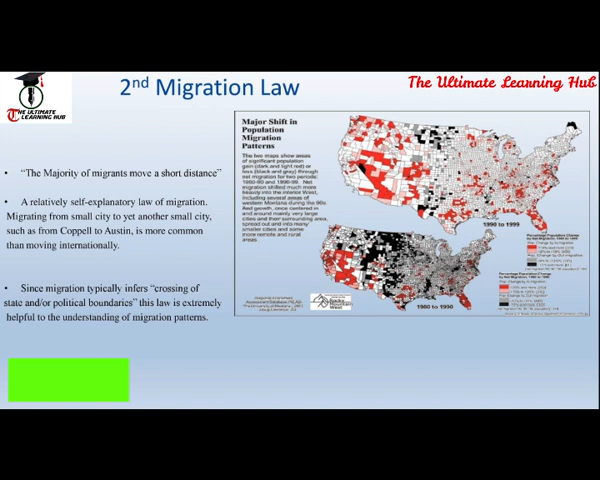 2nd Migration Law
The Ultimate Learning Hub
THE ULTIMATE
LEARNING HUB
• "The Majority of migrants move a short distance"
• A relatively self-explanatory law of migration.
Migrating from small city to yet another small city,
such as from Coppell to Austin, is more common
than moving internationally.
• Since migration typically infers "crossing of
state and/or political boundaries" this law is extremely
helpful to the understanding of migration patterns.
Major Shift in
Population
Migration
Patterns
The two maps show areas
of significant population
gain (dark and light red) or
loss (black and grey) through
net migration for two periods:
1980-90 and 1990-99. Net
migration shifted much more
heavily into the interior West,
including several areas of
western Montana during the 90s.
And growth, once centered in
and around mainly very large
cities and their surrounding area,
spread out and into many
smaller cities and some
more remote and rural
areas.
1990 to 1999
1980 to 1990